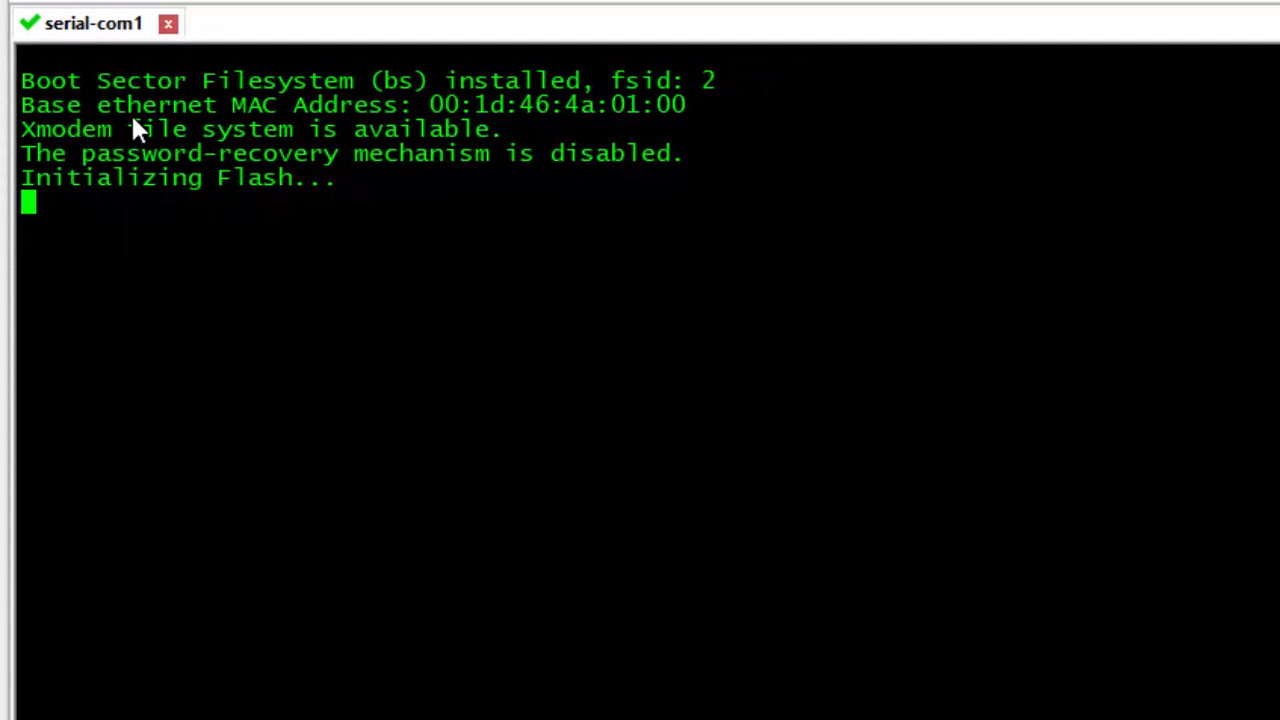 serial-com1 x
Boot Sector Filesystem (bs) installed, fsid: 2
Base ethernet MAC Address: 00:1d:46:4a:01:00
Xmodem file system is available.
The password-recovery mechanism is disabled.
Initializing Flash...